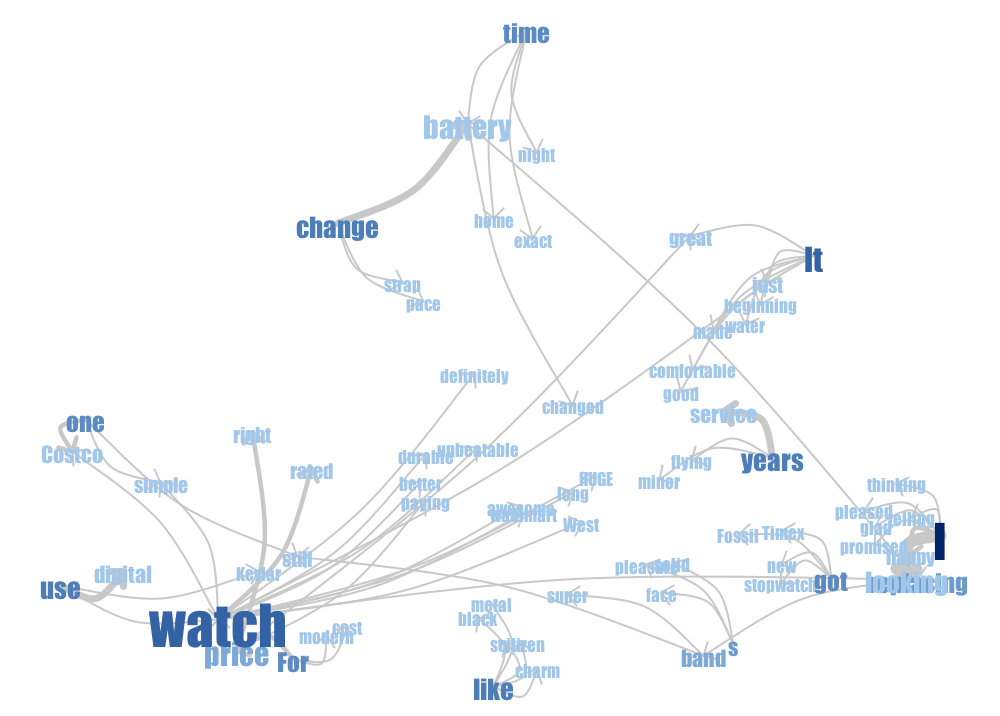 time
battery
night
change
home
exact
great
It
strap
just
pace
beginning
made
water
definitely
comfortable
good
changed
service
one
right
Costco
durable
unbeatable
years
flying
rated
simple
better
HUGE
minor
thinking
long
paying
awesome
walmart
West
pleased
telling
glad
Fossil
Timex
I
promised
happy
still
Kevlar
digital
use
pleasing
solid
new
stopwatch
got
looking
face
super
metal
black
watch
cost
modern
price
For
citizen
s
band
charm
like